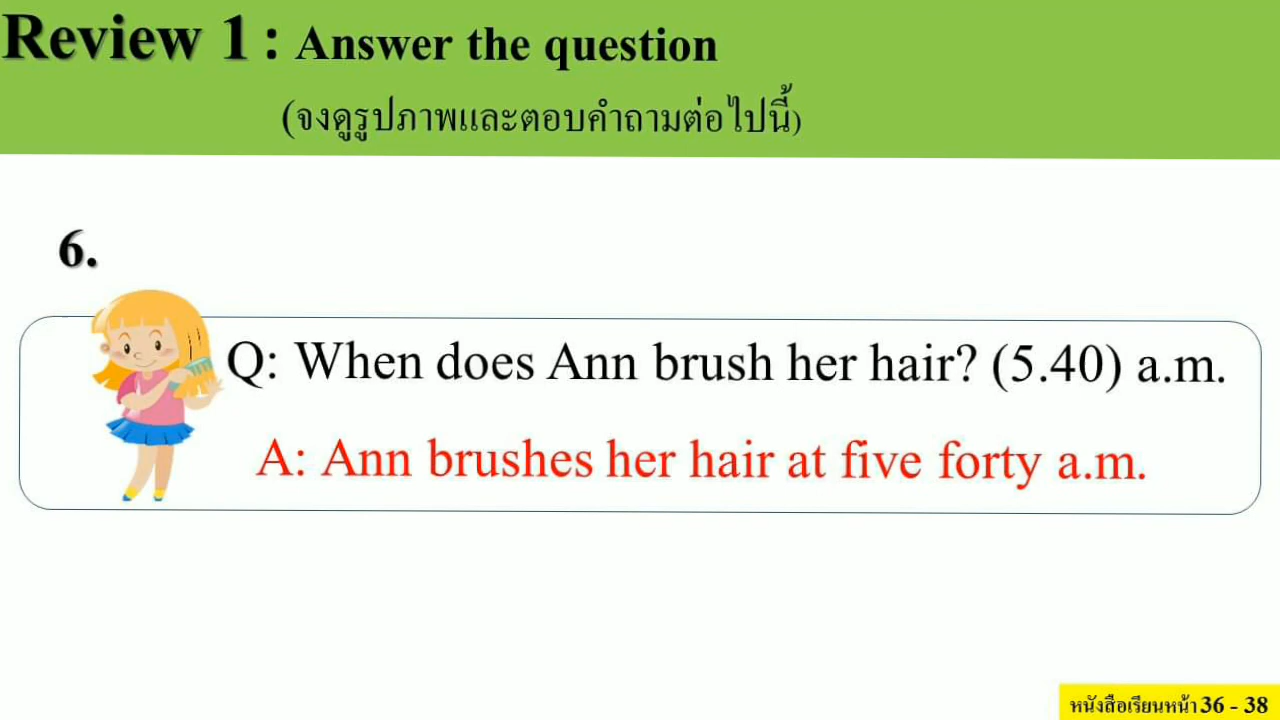 Review 1 : Answer the question
(จงดูรูปภาพและตอบคำถามต่อไปนี้)
6.
Q: When does Ann brush her hair? (5.40) a.m.
A: Ann brushes her hair at five forty a.m.
หนังสือเรียนหน้า 36 - 38